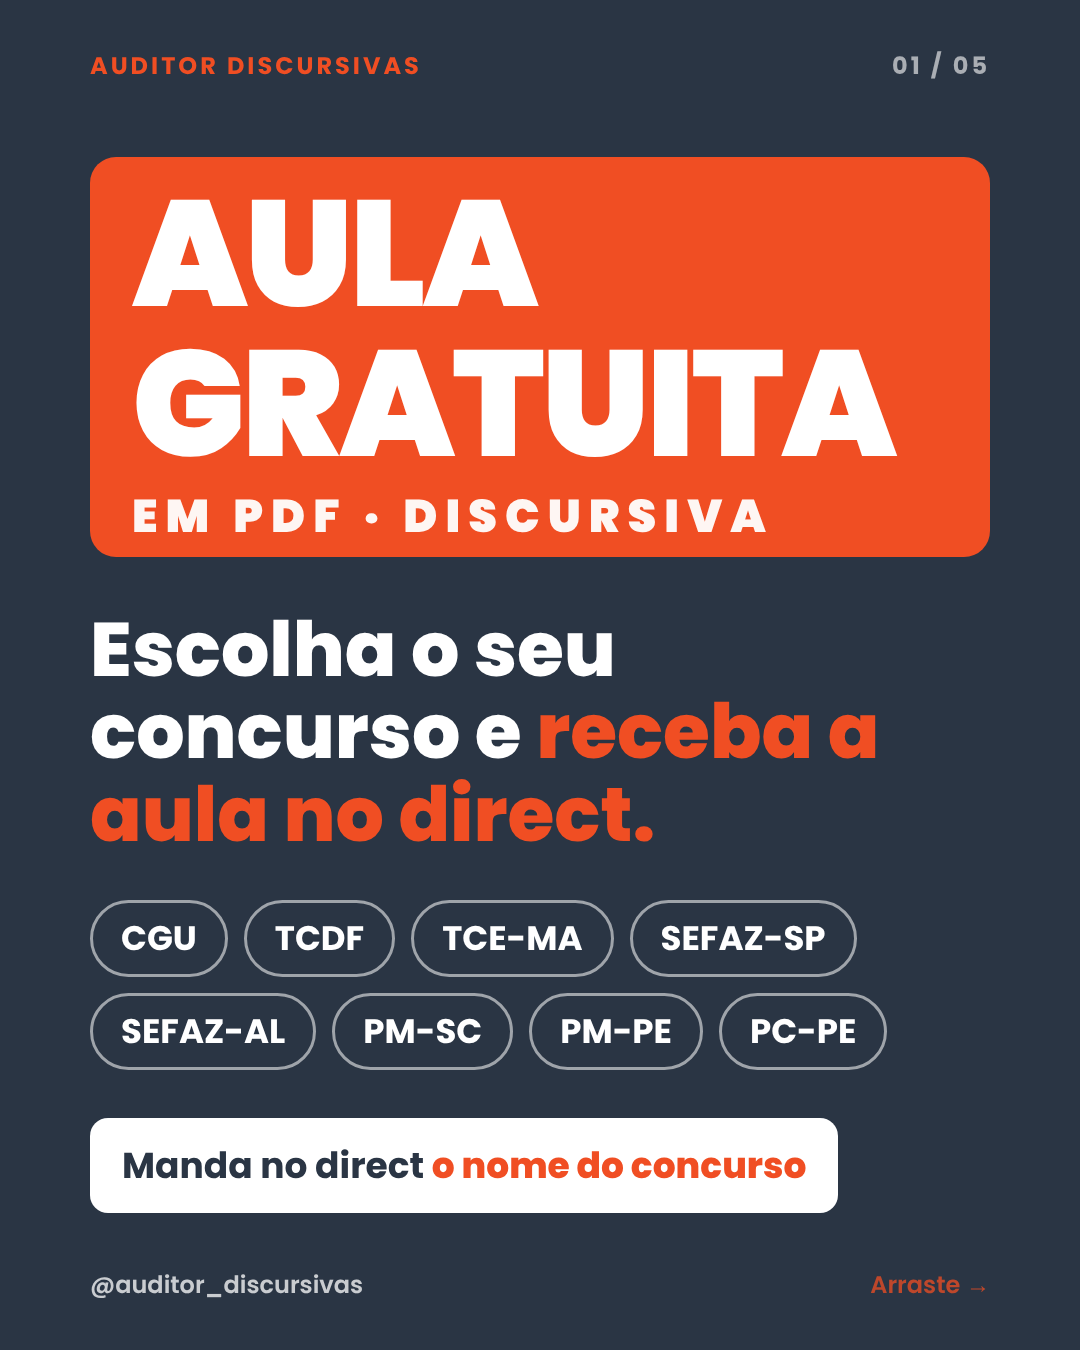 AUDITOR DISCURSIVAS
01 / 05
AULA
GRATUITA
EM PDF · DISCURSIVA
Escolha o seu
concurso e receba a
aula no direct.
CGU TCDF TCE-MA SEFAZ-SP
SEFAZ-AL PM-SC PM-PE PC-PE
Manda no direct o nome do concurso
@auditor_discursivas
Arraste →